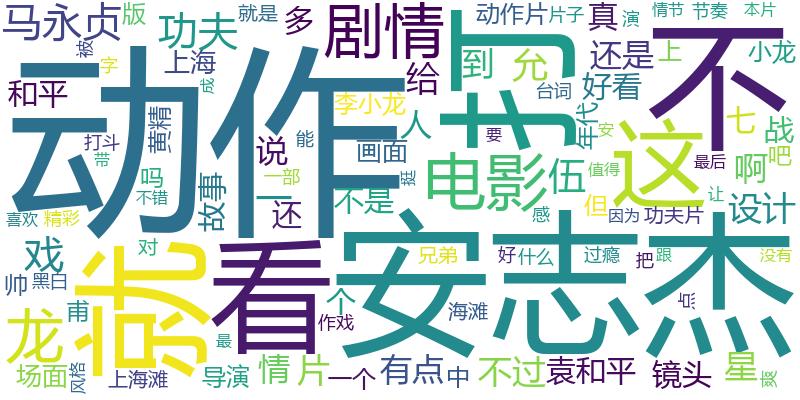 马永贞
版
功夫
就是
多
剧情
打
动作片
片子
真
演
情节
节奏
本片
被
字
上海
成
给
到
允
还是
上
不
小龙
和平
动作
李小龙
好看
台词
年代
七
战
打斗
黄精
能
人
要
安
这
吧
带
说
画面
电影
伍
最后
啊
吗
故事
一
一部
不是
值得
挺
让
喜欢
精彩
不错
还
感
但
因为
功夫片
设计
戏
对
就
看
安志杰
兄弟
好
什么
过瘾
把
跟
没有
帅
黑白
个
点
龙
甫
作戏
海滩
最
场面
风格
上海滩
导演
情
片
一个
有点
中
不过
袁和平
镜头
星
爽